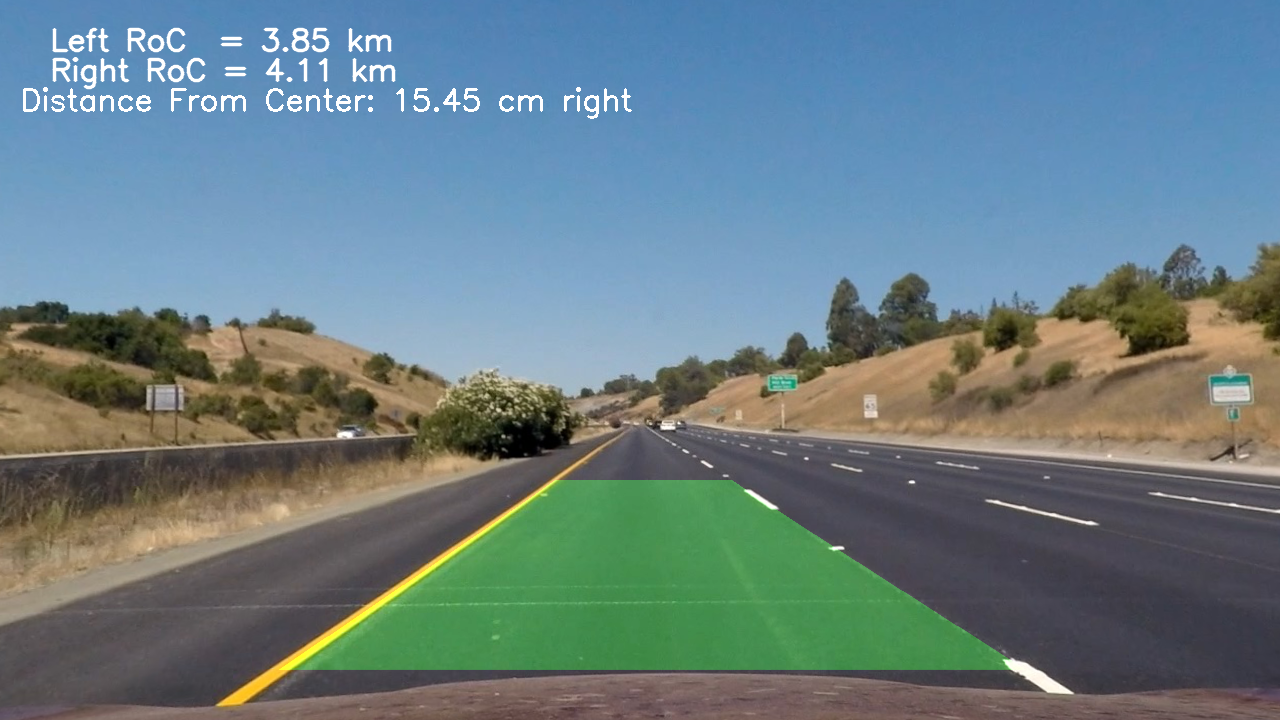 Left RoC = 3.85 km
Right RoC = 4.11 km
Distance From Center: 15.45 cm right